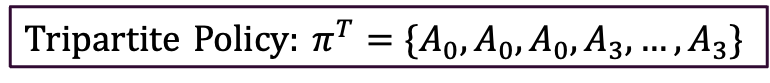 Tripartite Policy: π^T = {A_0, A_0, A_0, A_3, … , A_3}